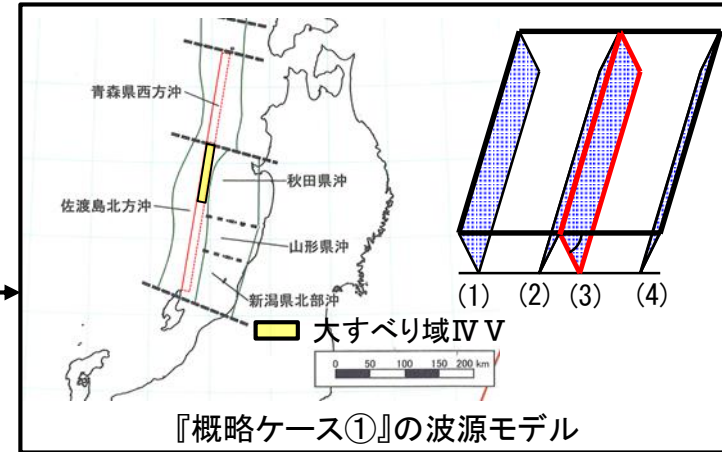 青森県西方沖
秋田県沖
佐渡島北方沖
山形県沖
新潟県北部沖
大すべり域ⅣⅤ
0 50 100 150 200 km
(1) (2) (3) (4)
『概略ケース①』の波源モデル